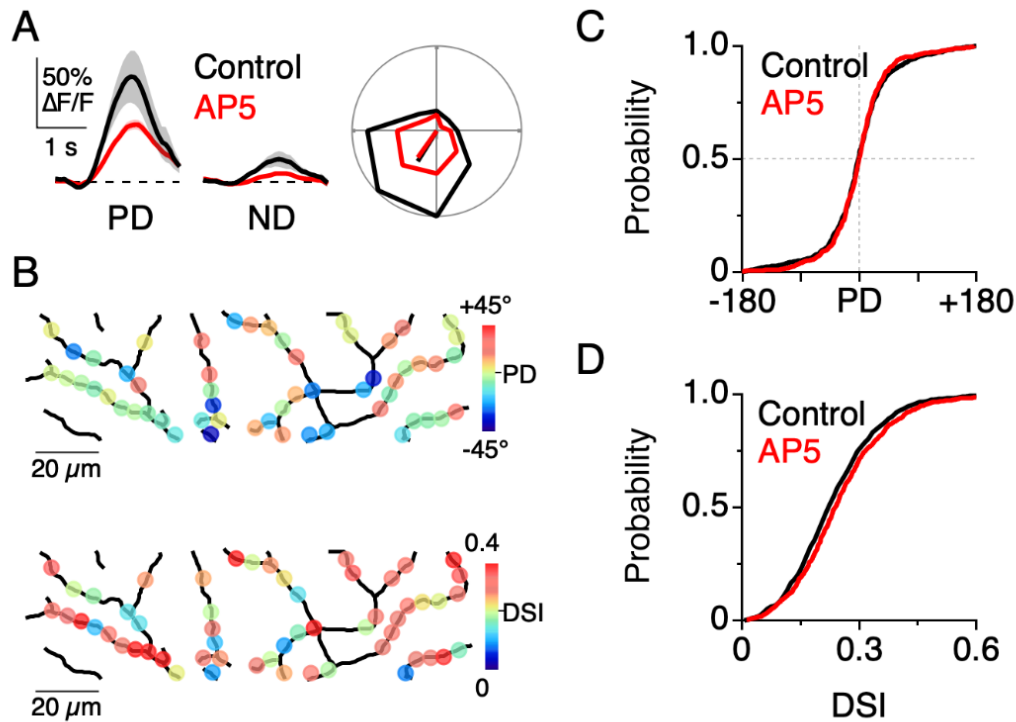 A
50%
ΔF/F
1 s
Control
AP5
PD
ND
B
+45°
PD
-45°
20 µm
0.4
DSI
0
20 µm
C
Probability
1.0
0.5
0
Control
AP5
-180
PD
+180
D
Probability
1.0
0.5
0
Control
AP5
0
0.3
0.6
DSI